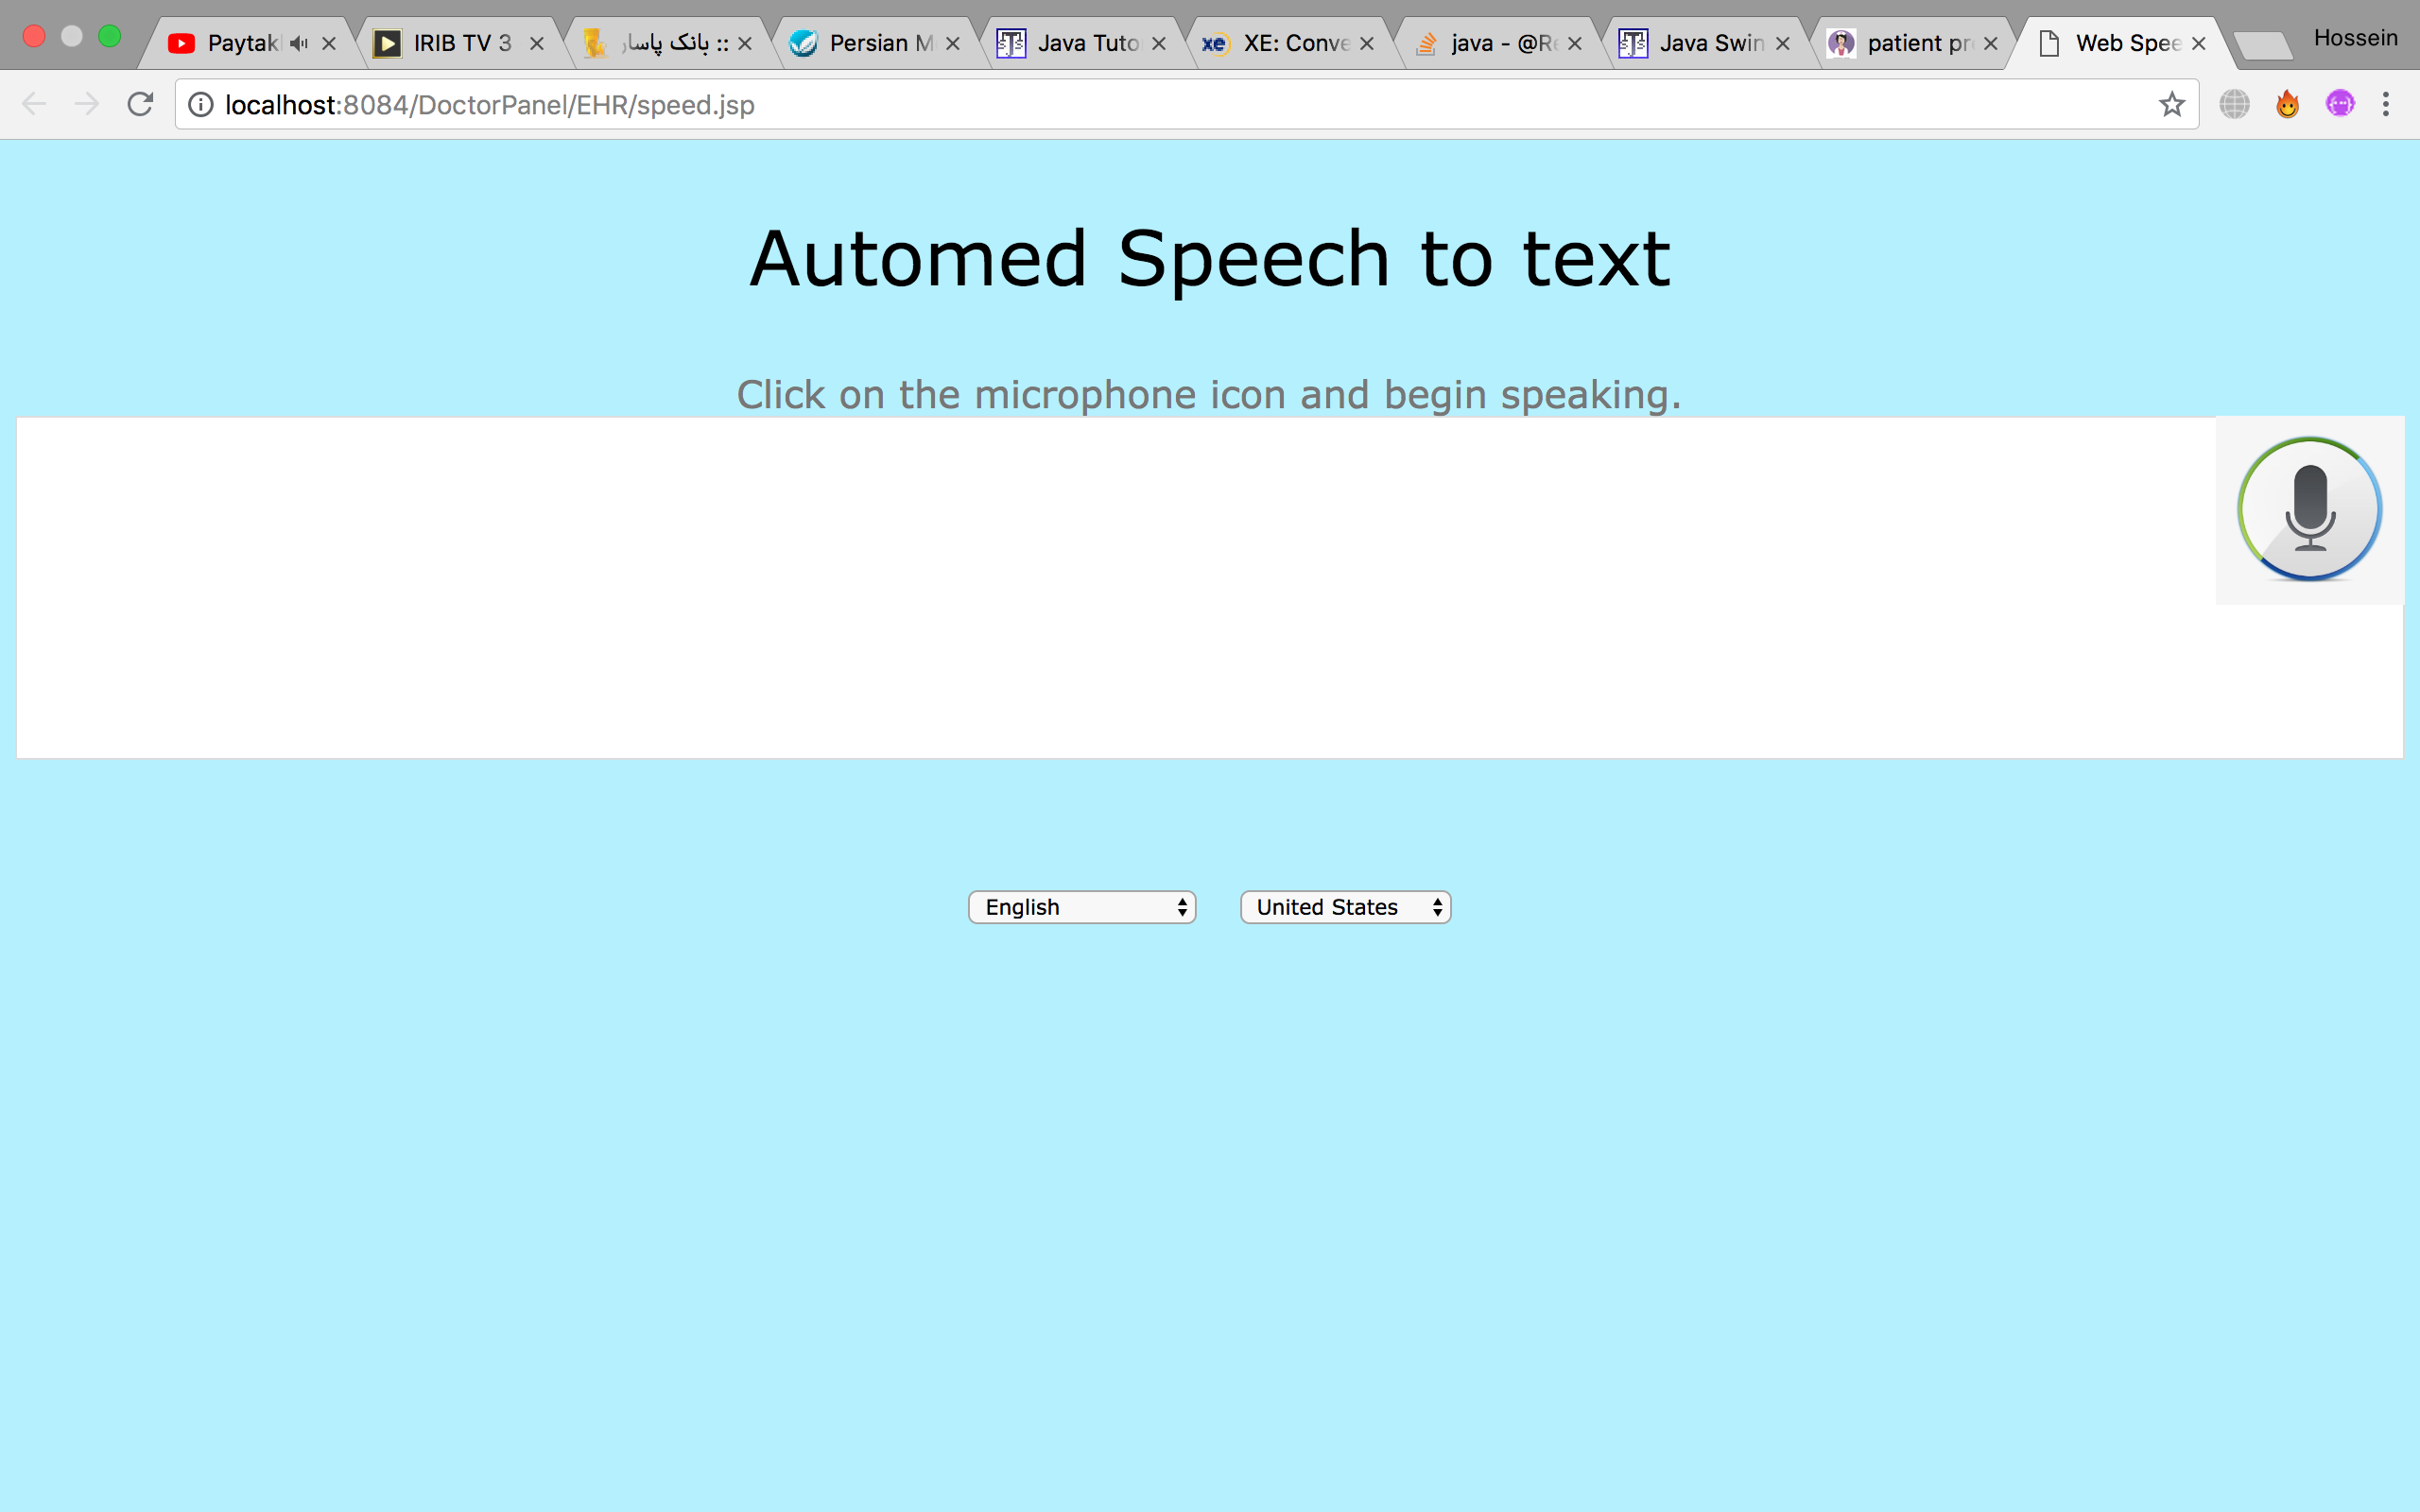 Paytak
IRIB TV 3
بانک پاسار ::
Persian M
Java Tuto
XE: Conve
java - @Re
Java Swin
patient pr
Web Spee
Hossein
localhost:8084/DoctorPanel/EHR/speed.jsp
Automed Speech to text
Click on the microphone icon and begin speaking.
English
United States